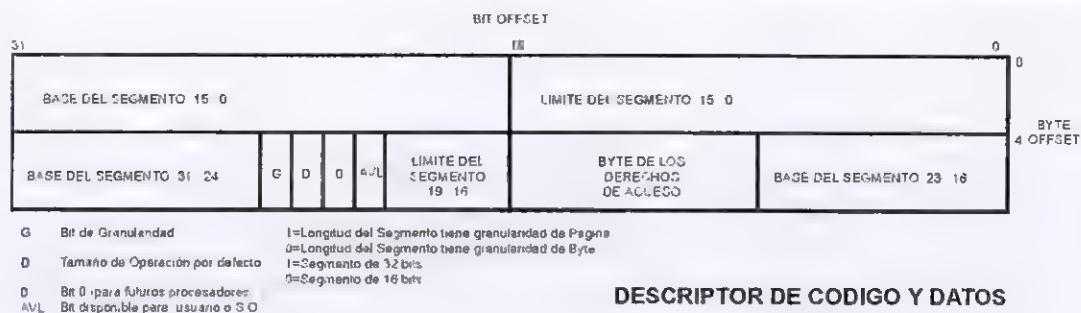 BIT OFFSET
31 16 0
BASE DEL SEGMENTO 15 0
LIMITE DEL SEGMENTO 15 0
0
BYTE
4 OFFSET
BASE DEL SEGMENTO 31 24
G
D
0
AVL
LIMITE DEL
SEGMENTO
19 16
BYTE DE LOS
DERECHOS
DE ACCESO
BASE DEL SEGMENTO 23 16
G Bit de Granularidad 1=Longitud del Segmento tiene granularidad de Pagina
0=Longitud del Segmento tiene granularidad de Byte
D Tamaño de Operación por defecto 1=Segmento de 32 bits
0=Segmento de 16 bits
0 Bit 0 (para futuros procesadores)
AVL Bit disponible para usuario o S O
DESCRIPTOR DE CODIGO Y DATOS